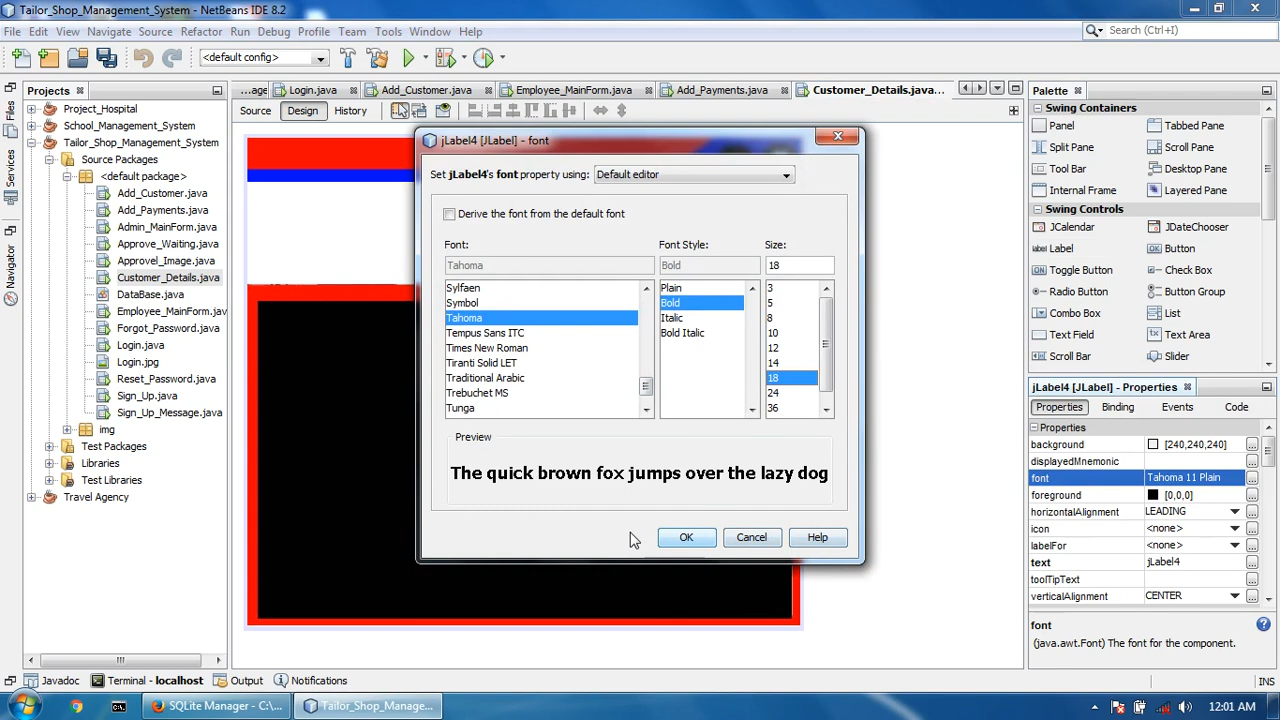 Tailor_Shop_Management_System - NetBeans IDE 8.2
File Edit View Navigate Source Refactor Run Debug Profile Team Tools Window Help
Search (Ctrl+I)
<default config>
Projects
...age
Login.java
Add_Customer.java
Employee_MainForm.java
Add_Payments.java
Customer_Details.java...
Palette
Source Design History
Files
Services
Navigator
Project_Hospital
School_Management_System
Tailor_Shop_Management_System
Source Packages
<default package>
Add_Customer.java
Add_Payments.java
Admin_MainForm.java
Approve_Waiting.java
Approvel_Image.java
Customer_Details.java
DataBase.java
Employee_MainForm.jav
Forgot_Password.java
Login.java
Login.jpg
Reset_Password.java
Sign_Up.java
Sign_Up_Message.java
img
Test Packages
Libraries
Test Libraries
Travel Agency
jLabel4 [JLabel] - font
Set jLabel4's font property using:
Default editor
Derive the font from the default font
Font: Font Style: Size:
Tahoma Bold 18
Sylfaen Plain 3
Symbol Bold 5
Tahoma Italic 8
Tempus Sans ITC Bold Italic 10
Times New Roman 12
Tiranti Solid LET 14
Traditional Arabic 18
Trebuchet MS 24
Tunga 36
Preview
The quick brown fox jumps over the lazy dog
OK Cancel Help
Swing Containers
Panel Tabbed Pane
Split Pane Scroll Pane
Tool Bar Desktop Pane
Internal Frame Layered Pane
Swing Controls
JCalendar JDateChooser
label Label OK Button
Toggle Button Check Box
Radio Button Button Group
Combo Box List
Text Field Text Area
Scroll Bar Slider
jLabel4 [JLabel] - Properties
Properties Binding Events Code
Properties
background [240,240,240] ...
displayedMnemonic ...
font Tahoma 11 Plain ...
foreground [0,0,0] ...
horizontalAlignment LEADING ...
icon <none> ...
labelFor <none> ...
text jLabel4 ...
toolTipText ...
verticalAlignment CENTER ...
font
(java.awt.Font) The font for the component.
Javadoc Terminal - localhost Output Notifications
INS
SQLite Manager - C:\...
Tailor_Shop_Manage...
12:01 AM